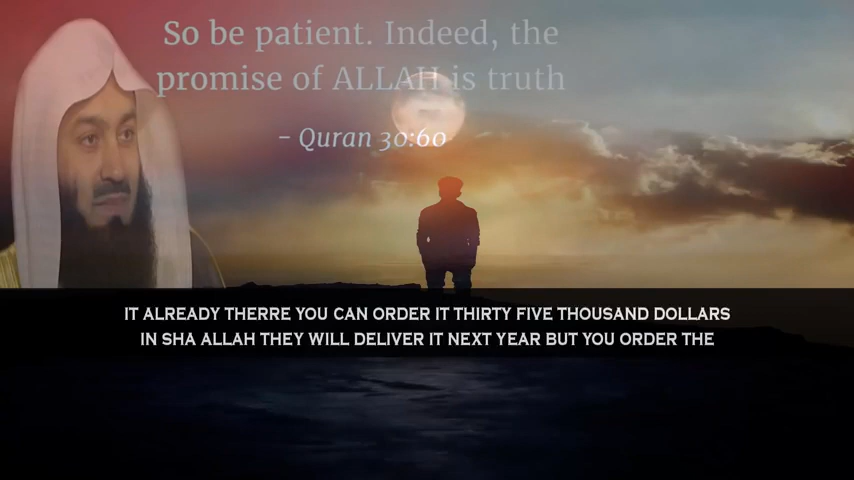 So be patient. Indeed, the
promise of ALLAH is truth
- Quran 30:60
IT ALREADY THERRE YOU CAN ORDER IT THIRTY FIVE THOUSAND DOLLARS
IN SHA ALLAH THEY WILL DELIVER IT NEXT YEAR BUT YOU ORDER THE